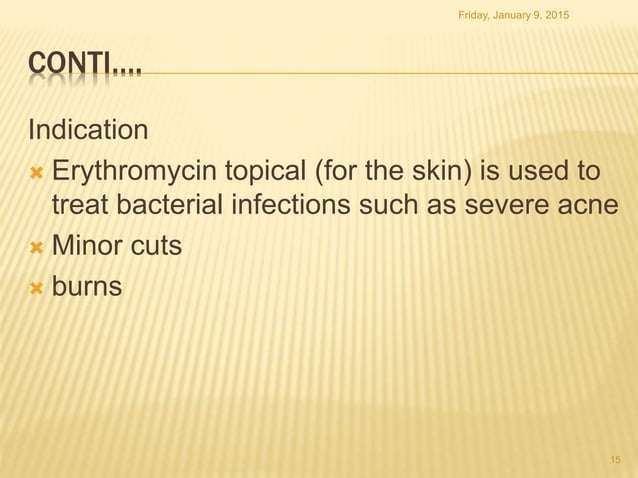 Friday, January 9, 2015
CONTI....
Indication
Erythromycin topical (for the skin) is used to
treat bacterial infections such as severe acne
Minor cuts
burns
15